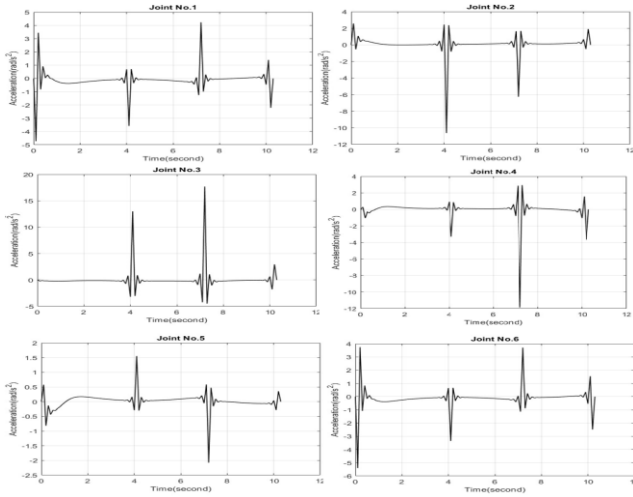 Joint No.1
Acceleration(rad/s²)
5
4
3
2
1
0
-1
-2
-3
-4
-5
0 2 4 6 8 10 12
Time(second)
Joint No.2
Acceleration(rad/s²)
4
2
0
-2
-4
-6
-8
-10
-12
0 2 4 6 8 10 12
Time(second)
Joint No.3
Acceleration(rad/s²)
20
15
10
5
0
-5
0 2 4 6 8 10 12
Time(second)
Joint No.4
Acceleration(rad/s²)
4
2
0
-2
-4
-6
-8
-10
-12
0 2 4 6 8 10 12
Time(second)
Joint No.5
Acceleration(rad/s²)
2
1.5
1
0.5
0
-0.5
-1
-1.5
-2
-2.5
0 2 4 6 8 10 12
Time(second)
Joint No.6
Acceleration(rad/s²)
4
3
2
1
0
-1
-2
-3
-4
-5
-6
0 2 4 6 8 10 12
Time(second)